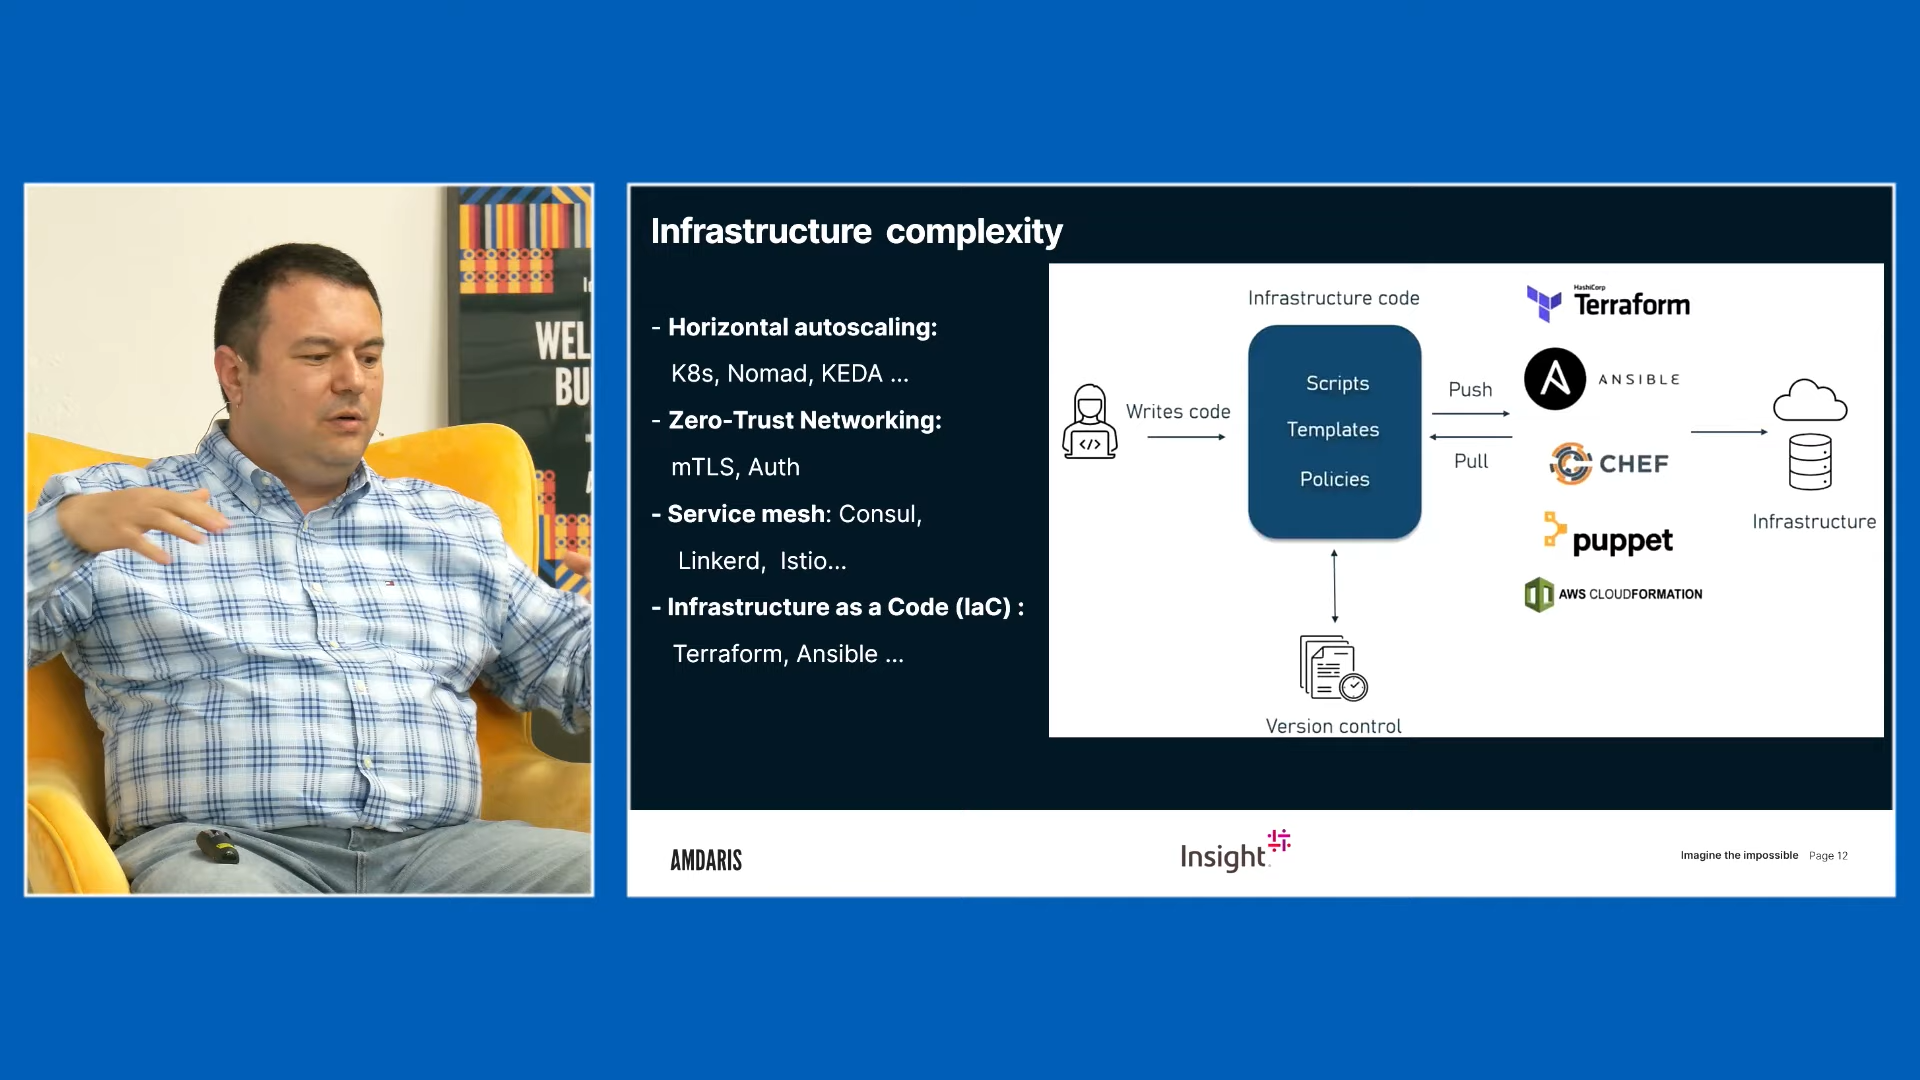 WEL
BU
Infrastructure complexity
- Horizontal autoscaling:
K8s, Nomad, KEDA ...
- Zero-Trust Networking:
mTLS, Auth
- Service mesh: Consul,
Linkerd, Istio...
- Infrastructure as a Code (IaC) :
Terraform, Ansible ...
Infrastructure code
Writes code
Scripts
Templates
Policies
Push
Pull
Version control
HashiCorp
Terraform
ANSIBLE
CHEF
puppet
AWS CLOUDFORMATION
Infrastructure
AMDARIS
Insight
Imagine the impossible Page 12